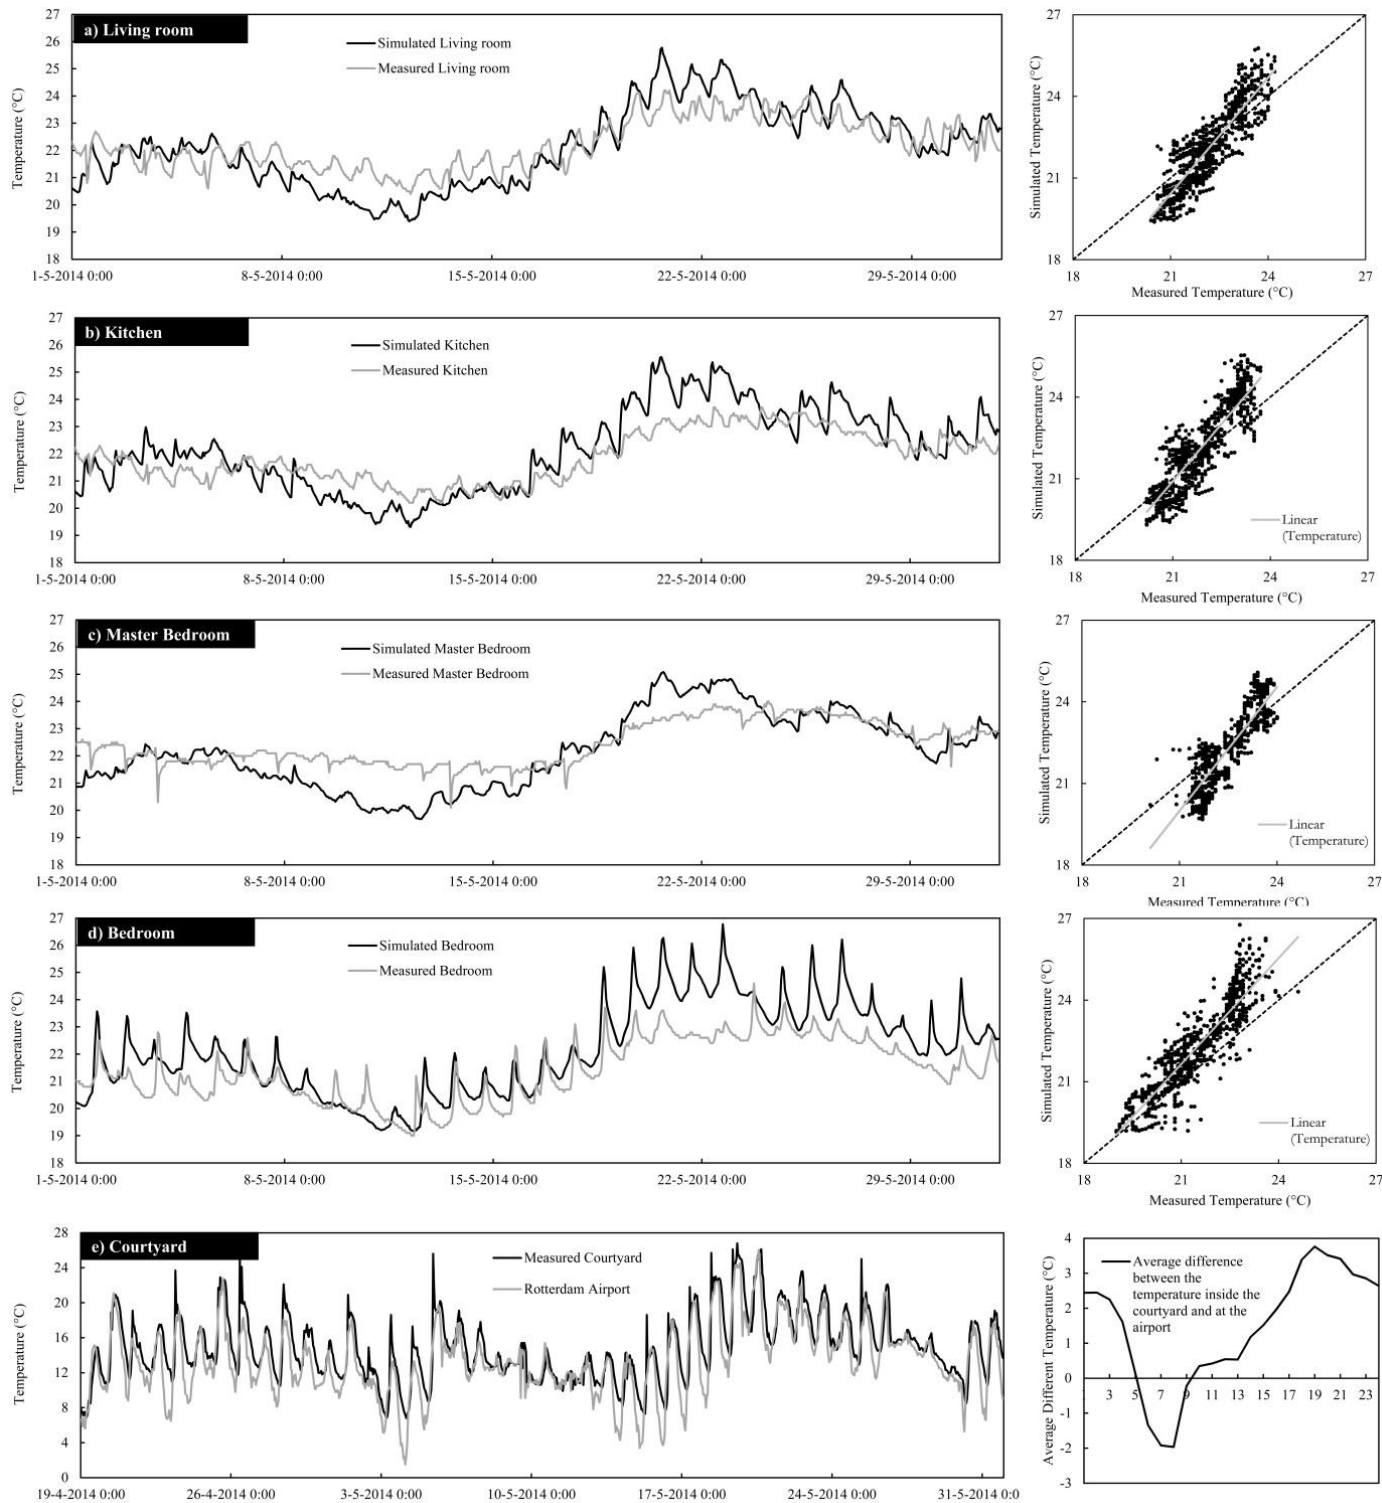 a) Living room
Simulated Living room
Measured Living room
Temperature (°C)
27
26
25
24
23
22
21
20
19
18
1-5-2014 0:00
8-5-2014 0:00
15-5-2014 0:00
22-5-2014 0:00
29-5-2014 0:00
Simulated Temperature (°C)
27
24
21
18
18
21
24
27
Measured Temperature (°C)
b) Kitchen
Simulated Kitchen
Measured Kitchen
Temperature (°C)
27
26
25
24
23
22
21
20
19
18
1-5-2014 0:00
8-5-2014 0:00
15-5-2014 0:00
22-5-2014 0:00
29-5-2014 0:00
Simulated Temperature (°C)
27
24
21
18
Linear
(Temperature)
18
21
24
27
Measured Temperature (°C)
c) Master Bedroom
Simulated Master Bedroom
Measured Master Bedroom
Temperature (°C)
27
26
25
24
23
22
21
20
19
18
1-5-2014 0:00
8-5-2014 0:00
15-5-2014 0:00
22-5-2014 0:00
29-5-2014 0:00
Simulated Temperature (°C)
27
24
21
18
Linear
(Temperature)
18
21
24
27
Measured Temperature (°C)
d) Bedroom
Simulated Bedroom
Measured Bedroom
Temperature (°C)
27
26
25
24
23
22
21
20
19
18
1-5-2014 0:00
8-5-2014 0:00
15-5-2014 0:00
22-5-2014 0:00
29-5-2014 0:00
Simulated Temperature (°C)
27
24
21
18
Linear
(Temperature)
18
21
24
27
Measured Temperature (°C)
e) Courtyard
Measured Courtyard
Rotterdam Airport
Temperature (°C)
28
24
20
16
12
8
4
0
19-4-2014 0:00
26-4-2014 0:00
3-5-2014 0:00
10-5-2014 0:00
17-5-2014 0:00
24-5-2014 0:00
31-5-2014 0:00
Average Different Temperature (°C)
4
3
2
1
0
-1
-2
-3
Average difference
between the
temperature inside the
courtyard and at the
airport
1 3 5 7 9 11 13 15 17 19 21 23